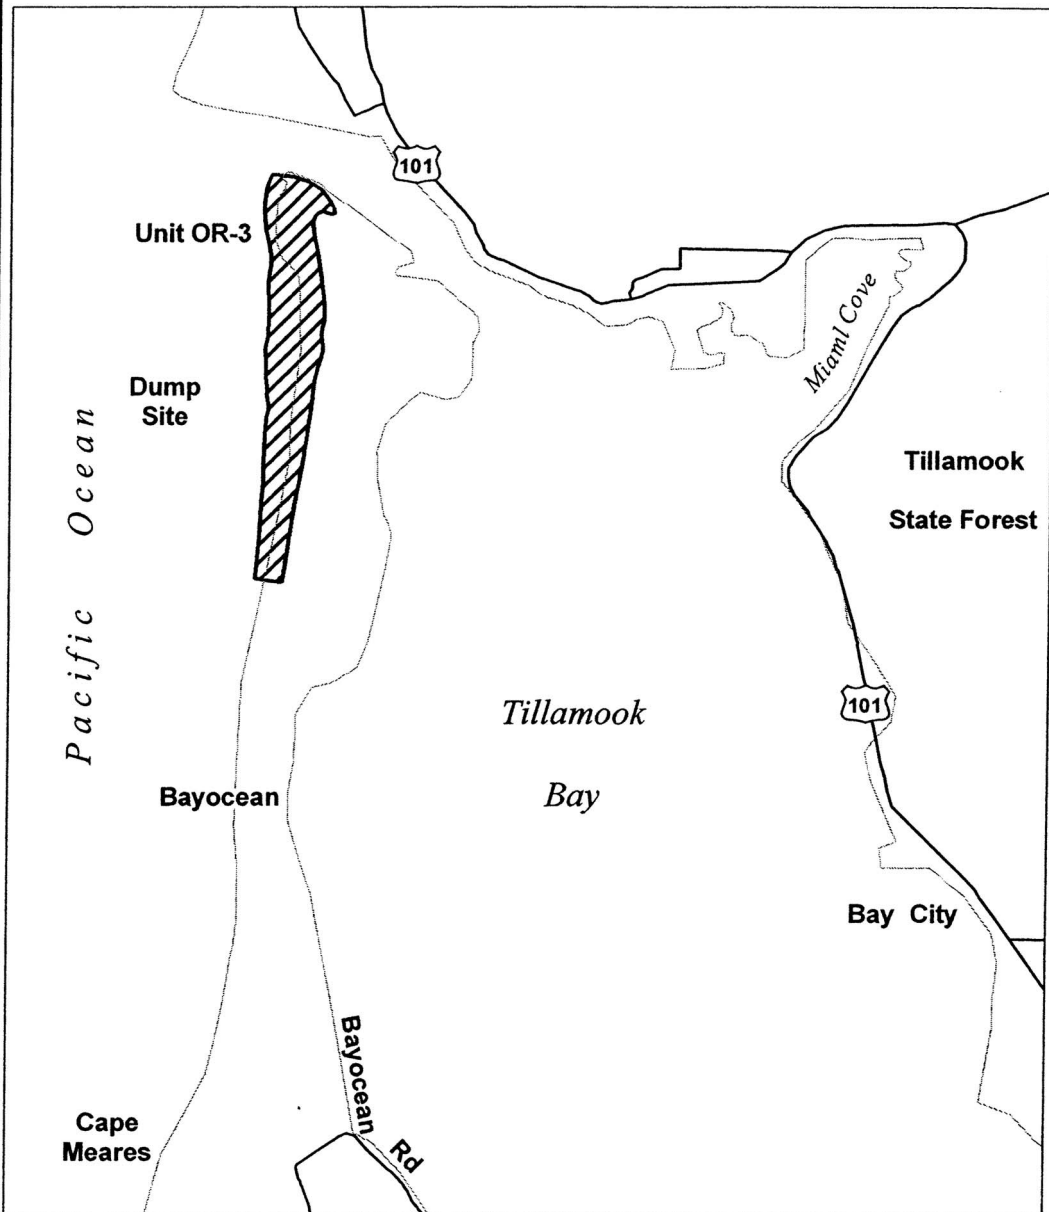 101
Unit OR-3
Miami Cove
Dump
Site
Pacific Ocean
Tillamook
State Forest
101
Tillamook
Bay
Bayocean
Bay City
Bayocean Rd
Cape
Meares